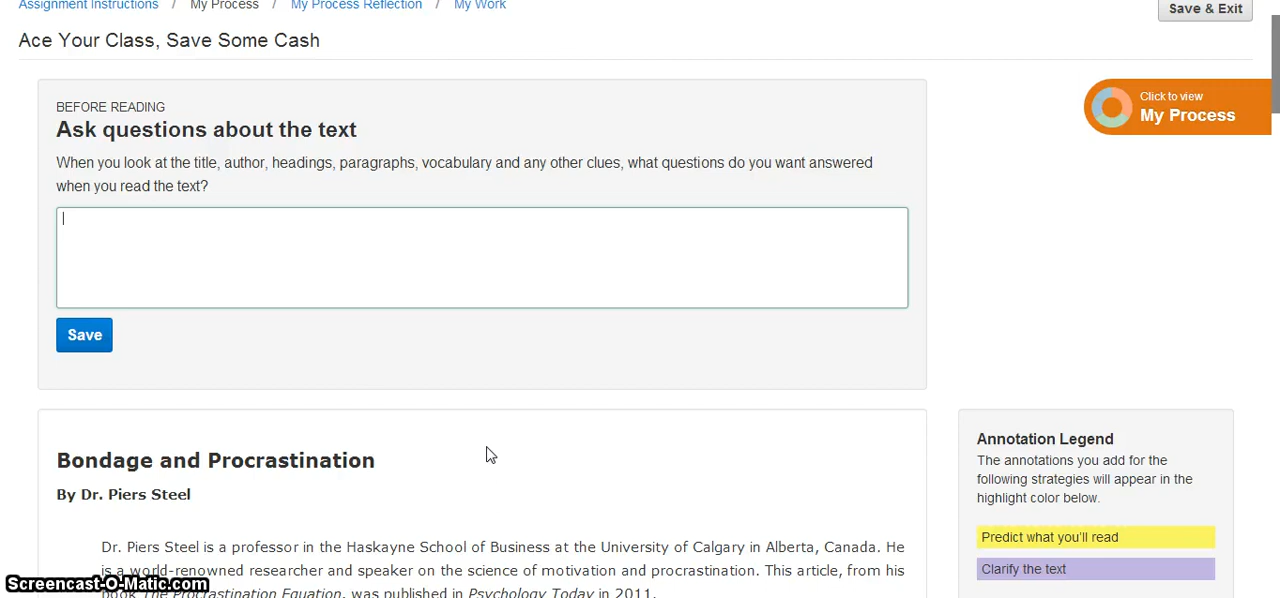 Assignment Instructions / My Process / My Process Reflection / My Work
Save & Exit
Ace Your Class, Save Some Cash
BEFORE READING
Ask questions about the text
When you look at the title, author, headings, paragraphs, vocabulary and any other clues, what questions do you want answered
when you read the text?
Save
Click to view
My Process
Bondage and Procrastination
By Dr. Piers Steel
Dr. Piers Steel is a professor in the Haskayne School of Business at the University of Calgary in Alberta, Canada. He
is a world-renowned researcher and speaker on the science of motivation and procrastination. This article, from his
book The Procrastination Equation, was published in Psychology Today in 2011.
Annotation Legend
The annotations you add for the
following strategies will appear in the
highlight color below.
Predict what you'll read
Clarify the text
Screencast-O-Matic.com